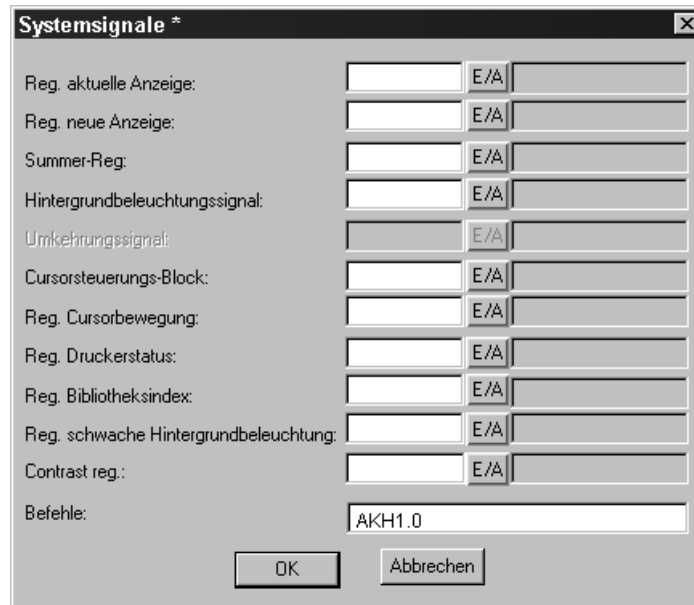 Systemsignale *
Reg. aktuelle Anzeige: E/A
Reg. neue Anzeige: E/A
Summer-Reg: E/A
Hintergrundbeleuchtungssignal: E/A
Umkehrungssignal: E/A
Cursorsteuerungs-Block: E/A
Reg. Cursorbewegung: E/A
Reg. Druckerstatus: E/A
Reg. Bibliotheksindex: E/A
Reg. schwache Hintergrundbeleuchtung: E/A
Contrast reg.: E/A
Befehle: AKH1.0
OK Abbrechen